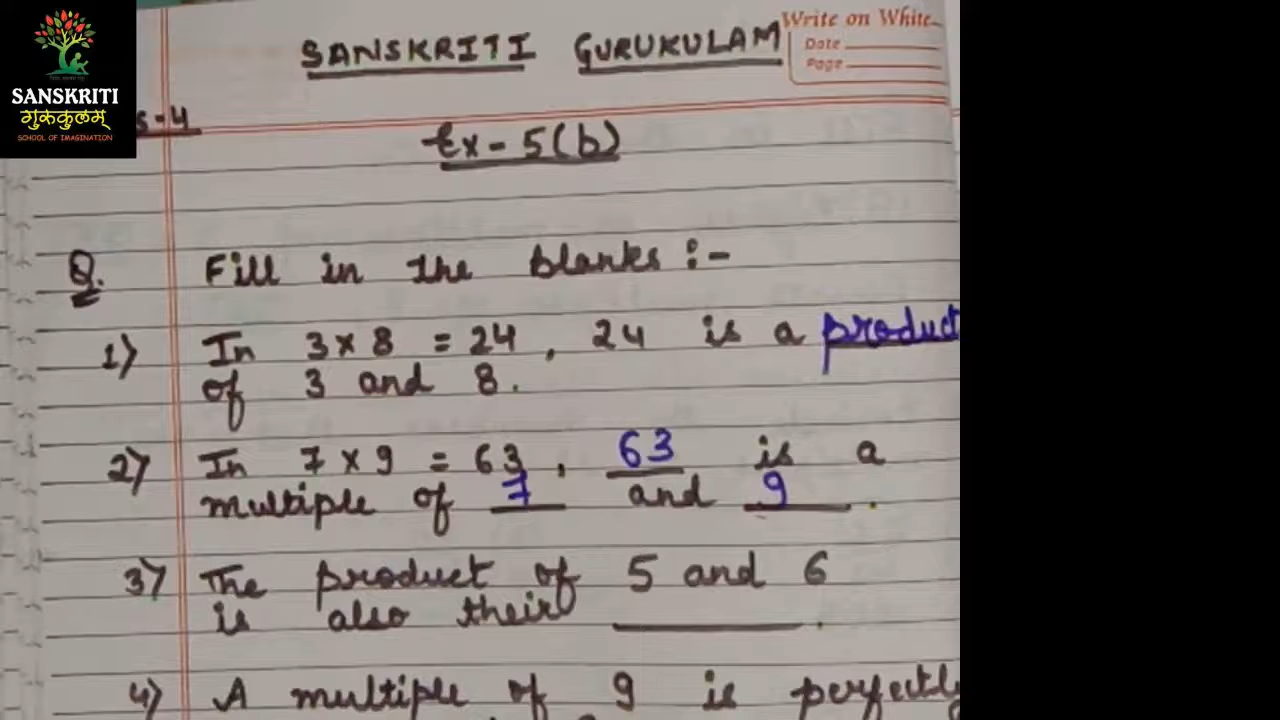 SANSKRITI GURUKULAM
Write on White
Date
Page
SANSKRITI
गुरुकुलम्
SCHOOL OF IMAGINATION
s-4
Ex-5(b)
Q. Fill in the blanks :-
1) In 3 x 8 = 24, 24 is a product
of 3 and 8.
2) In 7 x 9 = 63, 63 is a
multiple of 7 and 9.
3) The product of 5 and 6
is also their ______.
4) A multiple of 9 is perfectly